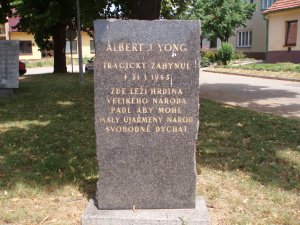 ALBERT J. YONG
TRAGICKY ZAHYNUL
† 21.1.1945
ZDE LEŽÍ HRDINA
VELIKÉHO NÁRODA
PADL ABY MOHL
MALÝ UJAŘMENÝ NÁROD
SVOBODNĚ DÝCHAT